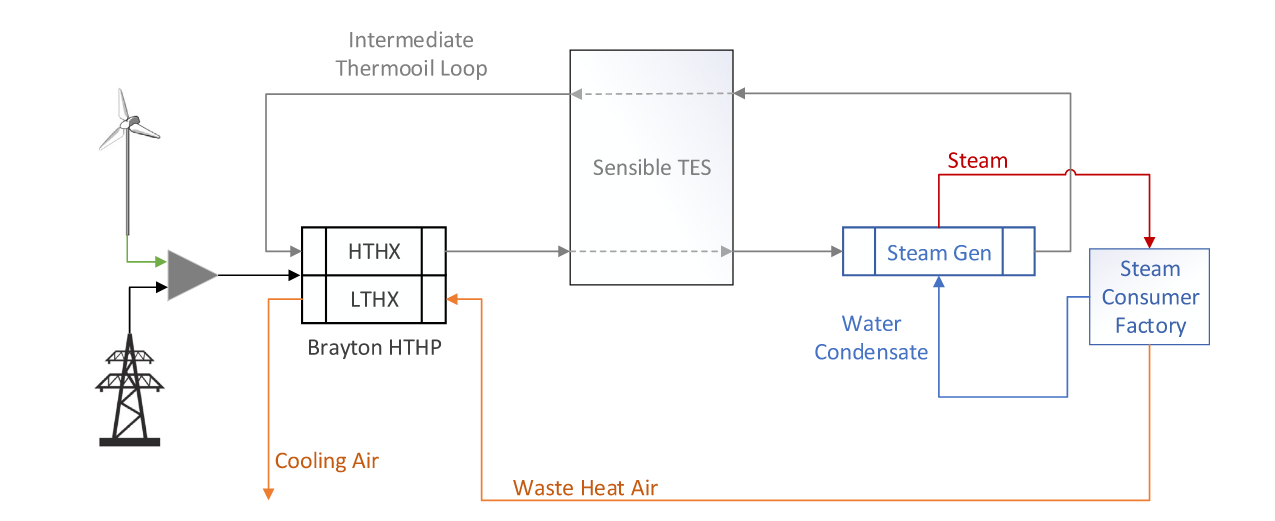 Intermediate
Thermooil Loop
Sensible TES
Steam
HTHX
Steam Gen
LTHX
Steam
Consumer
Factory
Brayton HTHP
Water
Condensate
Cooling Air
Waste Heat Air